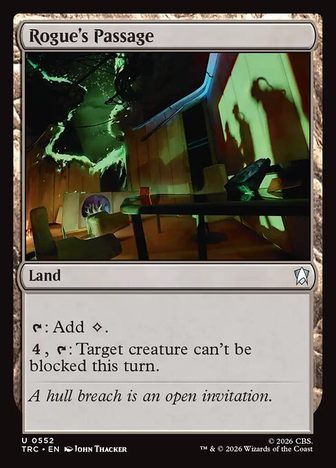 Rogue's Passage
Land
: Add .
4, : Target creature can't be
blocked this turn.
A hull breach is an open invitation.
U 0552
TRC • EN JOHN THACKER
© 2026 CBS.
™ & © 2026 Wizards of the Coast